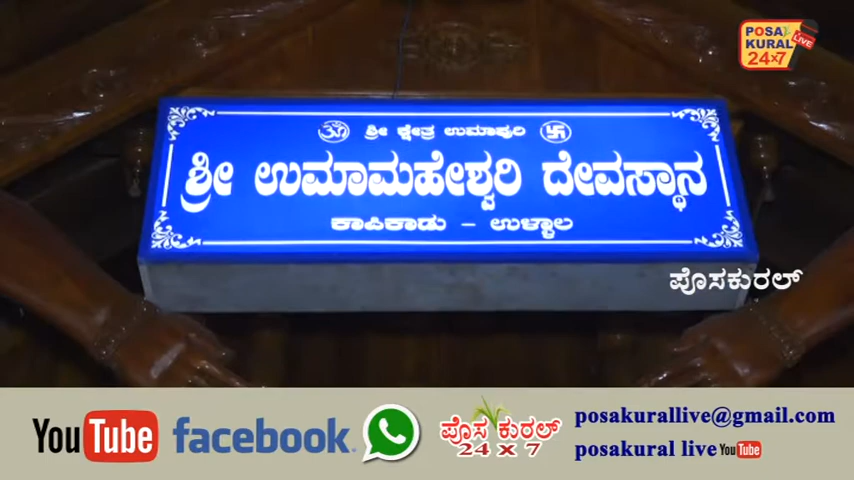 POSA
KURAL
LIVE
24x7
ಶ್ರೀ ಕ್ಷೇತ್ರ ಉಮಾಪುರಿ
ಶ್ರೀ ಉಮಾಮಹೇಶ್ವರಿ ದೇವಸ್ಥಾನ
ಕಾಪಿಕಾಡು - ಉಳ್ಳಾಲ
ಪೊಸಕುರಲ್
YouTube facebook ಪೊಸ ಕುರಲ್ 24 x 7
posakurallive@gmail.com
posakural live YouTube